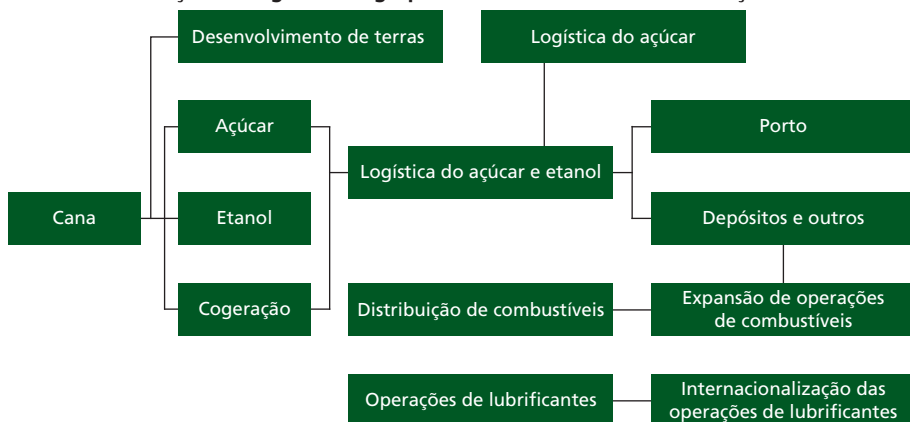 Desenvolvimento de terras
Logística do açúcar
Açúcar
Porto
Logística do açúcar e etanol
Cana
Etanol
Depósitos e outros
Cogeração
Distribuição de combustíveis
Expansão de operações
de combustíveis
Operações de lubrificantes
Internacionalização das
operações de lubrificantes